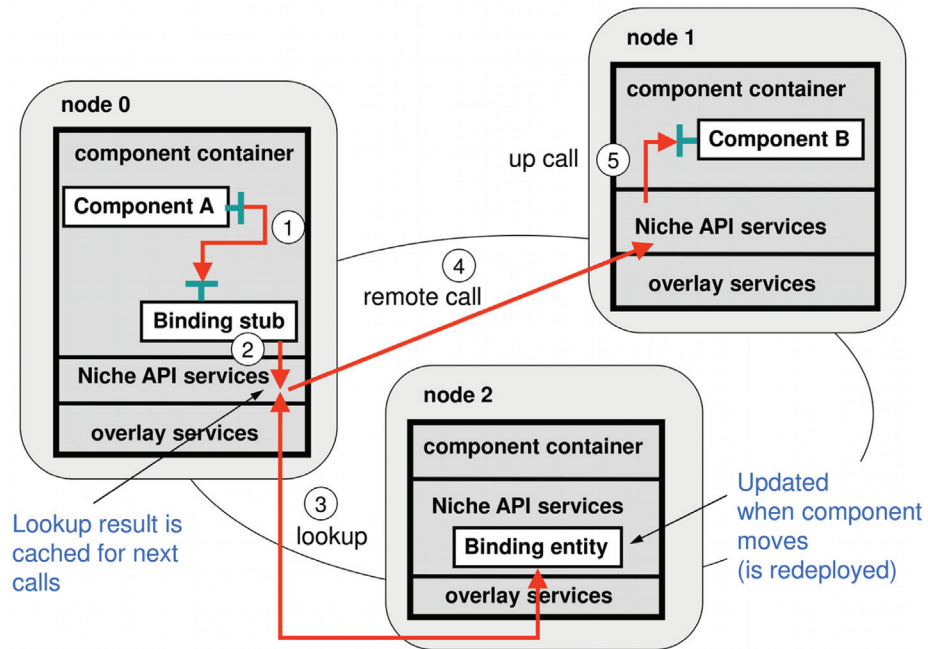 node 0
component container
Component A
1
Binding stub
2
Niche API services
overlay services
Lookup result is
cached for next
calls
3
lookup
4
remote call
node 1
component container
up call
5
Component B
Niche API services
overlay services
node 2
component container
Niche API services
Binding entity
overlay services
Updated
when component
moves
(is redeployed)